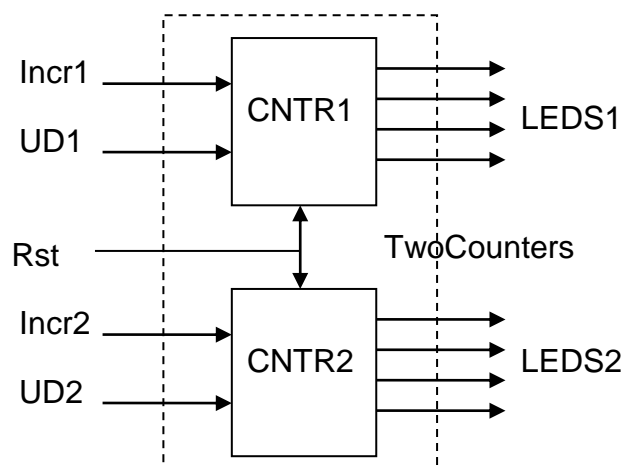 Incr1
CNTR1
LEDS1
UD1
Rst
TwoCounters
Incr2
CNTR2
LEDS2
UD2